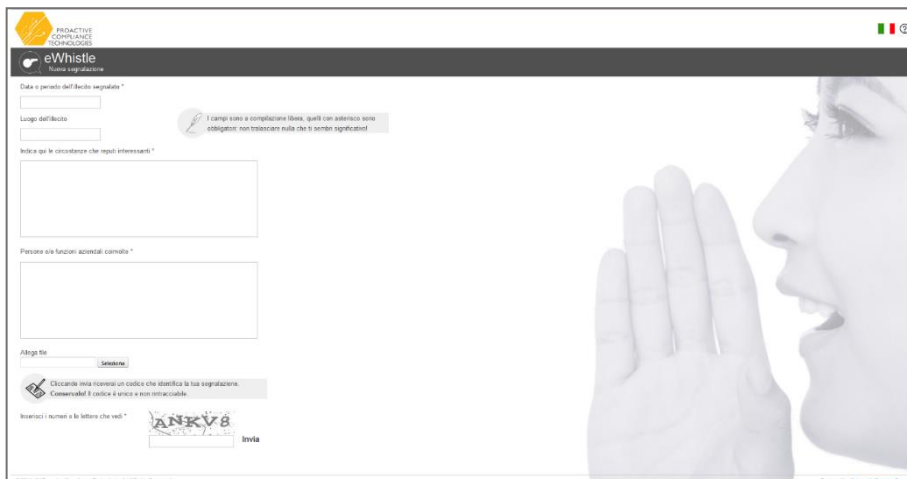 PROACTIVE
COMPLIANCE
TECHNOLOGIES
eWhistle
Nuova segnalazione
Data o periodo dell'illecito segnalato *
Luogo dell'illecito
I campi sono a compilazione libera, quelli con asterisco sono
obbligatori: non tralasciare nulla che ti sembri significativo!
Indica qui le circostanze che reputi interessanti *
Persone e/o funzioni aziendali coinvolte *
Allega file
Seleziona
Cliccando invia riceverai un codice che identifica la tua segnalazione.
Conservalo! Il codice è unico e non rintracciabile.
Inserisci i numeri e le lettere che vedi *
ANKV8
Invia